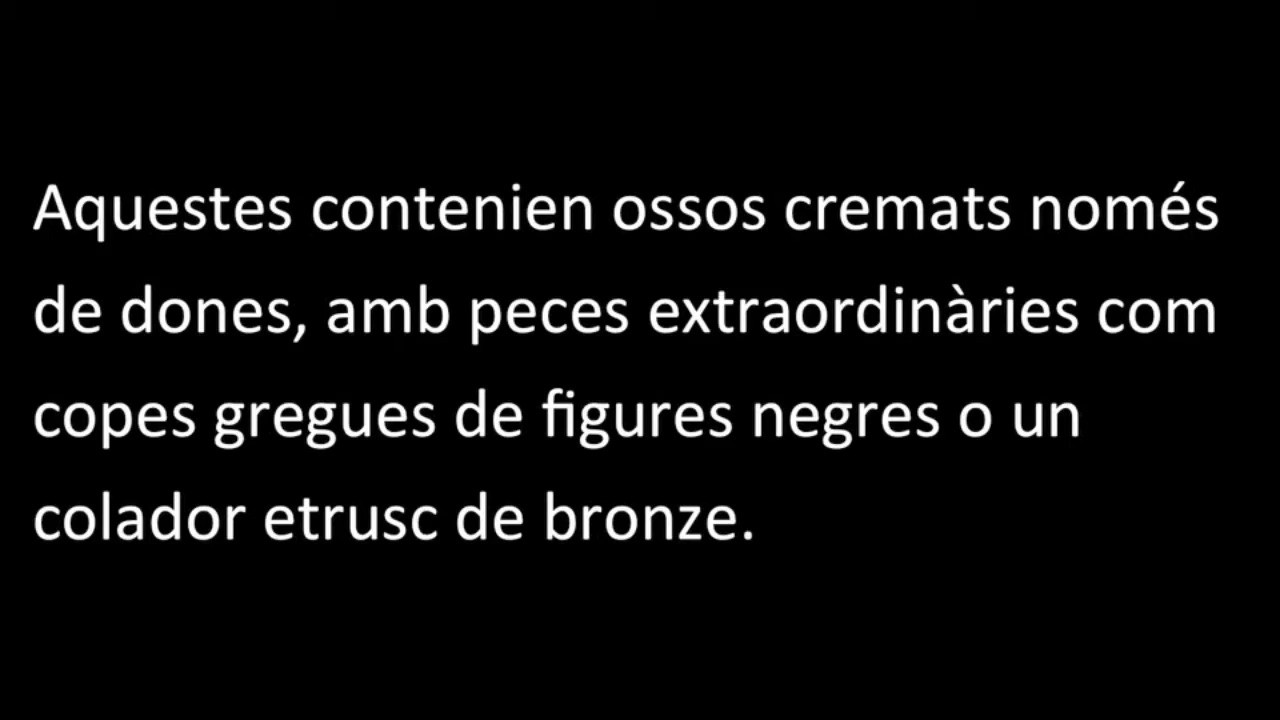 Aquestes contenien ossos cremats només
de dones, amb peces extraordinàries com
copes gregues de figures negres o un
colador etrusc de bronze.